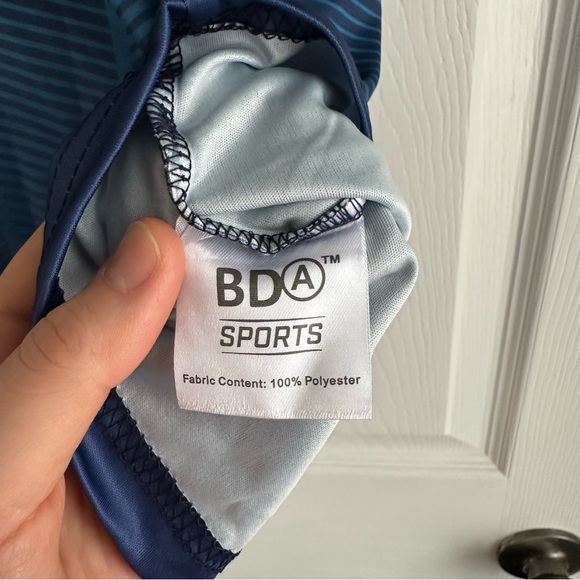 BDA™
SPORTS
Fabric Content: 100% Polyester